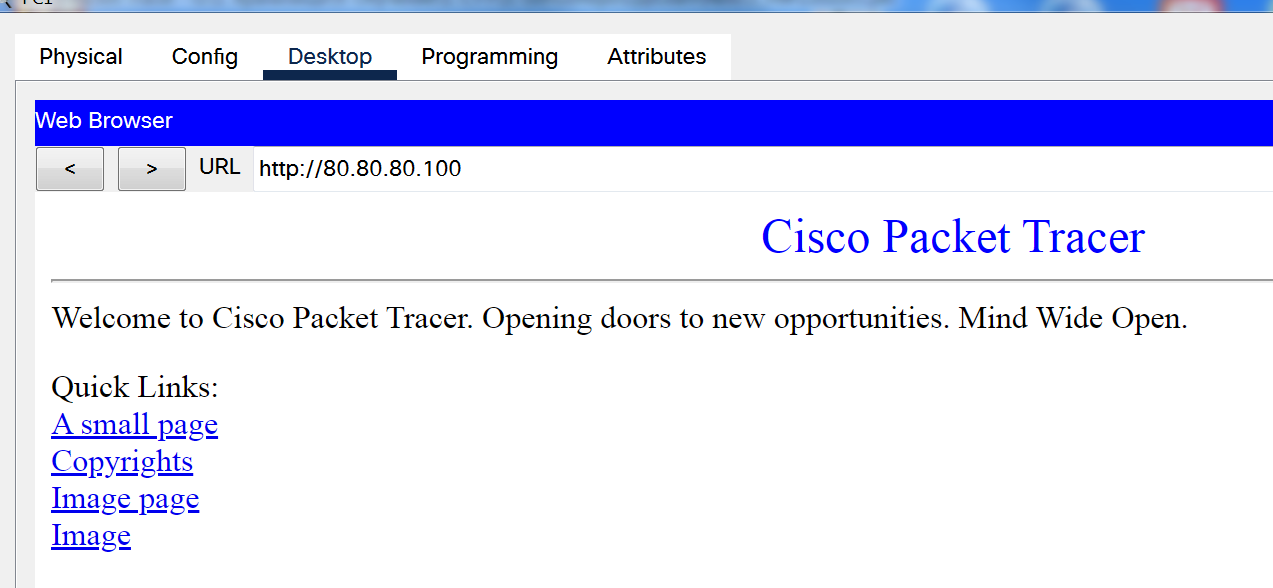 Physical Config Desktop Programming Attributes
Web Browser
< > URL http://80.80.80.100
Cisco Packet Tracer
Welcome to Cisco Packet Tracer. Opening doors to new opportunities. Mind Wide Open.
Quick Links:
A small page
Copyrights
Image page
Image